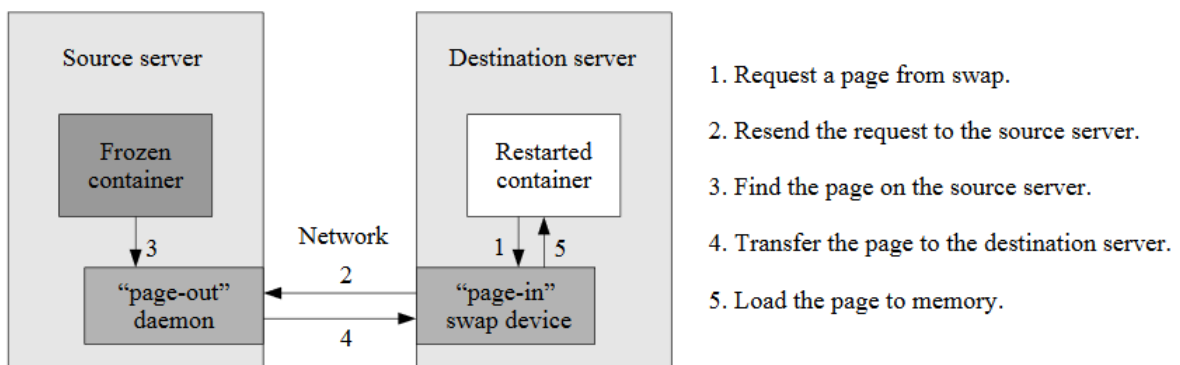 Source server
Destination server
Frozen
container
Restarted
container
3
Network
1
5
2
“page-out”
daemon
“page-in”
swap device
4
1. Request a page from swap.
2. Resend the request to the source server.
3. Find the page on the source server.
4. Transfer the page to the destination server.
5. Load the page to memory.